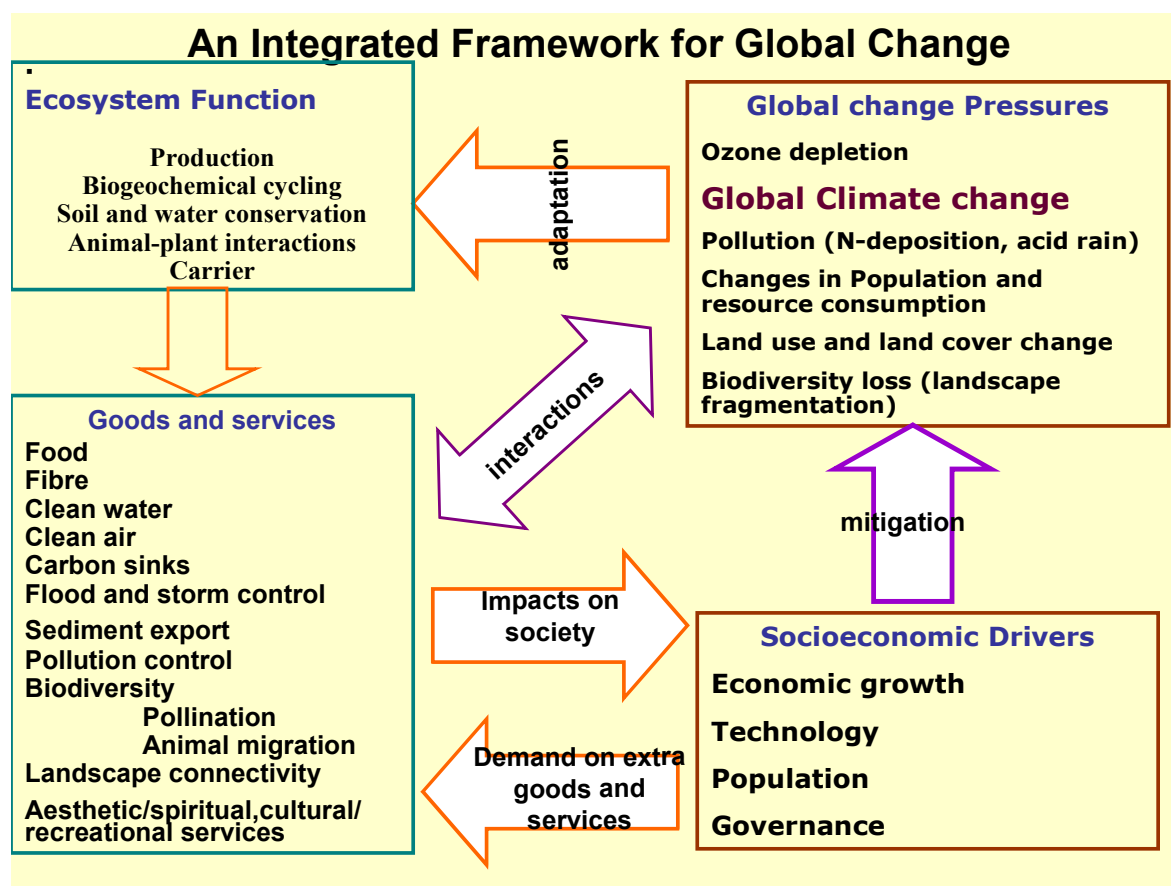 An Integrated Framework for Global Change
.
Ecosystem Function
Production
Biogeochemical cycling
Soil and water conservation
Animal-plant interactions
Carrier
adaptation
Global change Pressures
Ozone depletion
Global Climate change
Pollution (N-deposition, acid rain)
Changes in Population and
resource consumption
Land use and land cover change
Biodiversity loss (landscape
fragmentation)
interactions
mitigation
Goods and services
Food
Fibre
Clean water
Clean air
Carbon sinks
Flood and storm control
Sediment export
Pollution control
Biodiversity
Pollination
Animal migration
Landscape connectivity
Aesthetic/spiritual,cultural/
recreational services
Impacts on
society
Demand on extra
goods and
services
Socioeconomic Drivers
Economic growth
Technology
Population
Governance